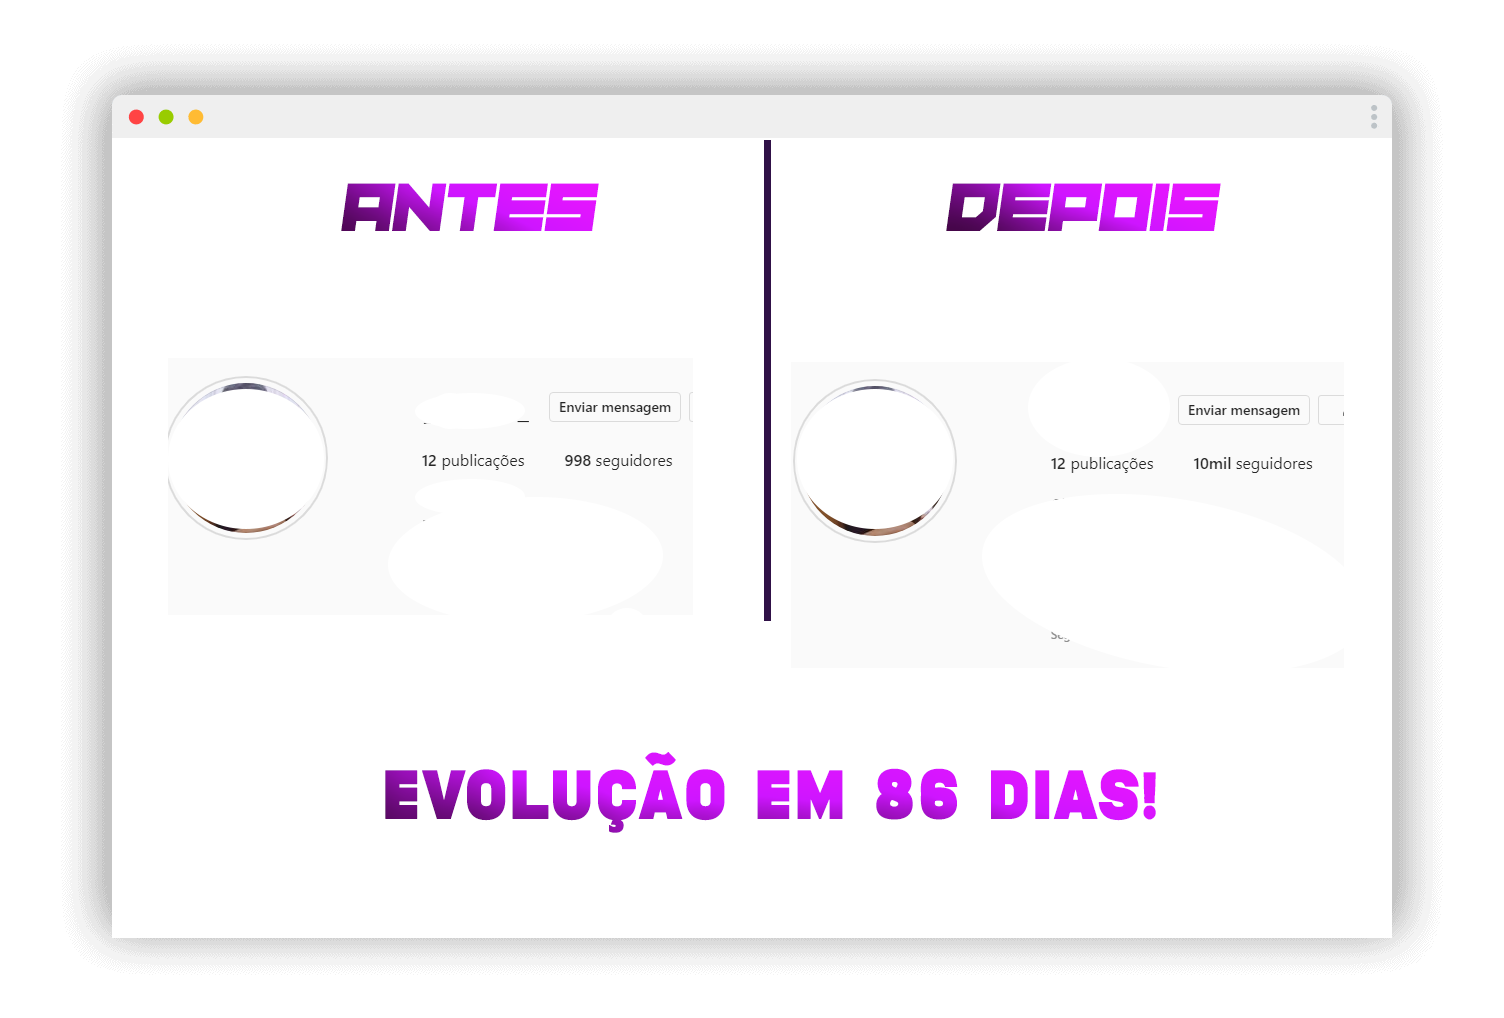 ANTES
DEPOIS
Enviar mensagem
12 publicações 998 seguidores
Enviar mensagem
12 publicações 10mil seguidores
EVOLUÇÃO EM 86 DIAS!